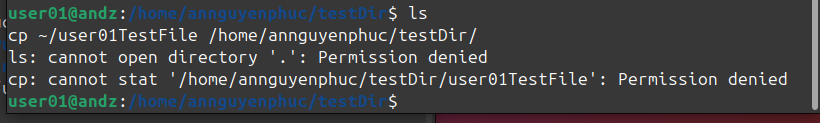 user01@andz:/home/annguyenphuc/testDir$ ls
cp ~/user01TestFile /home/annguyenphuc/testDir/
ls: cannot open directory '.': Permission denied
cp: cannot stat '/home/annguyenphuc/testDir/user01TestFile': Permission denied
user01@andz:/home/annguyenphuc/testDir$